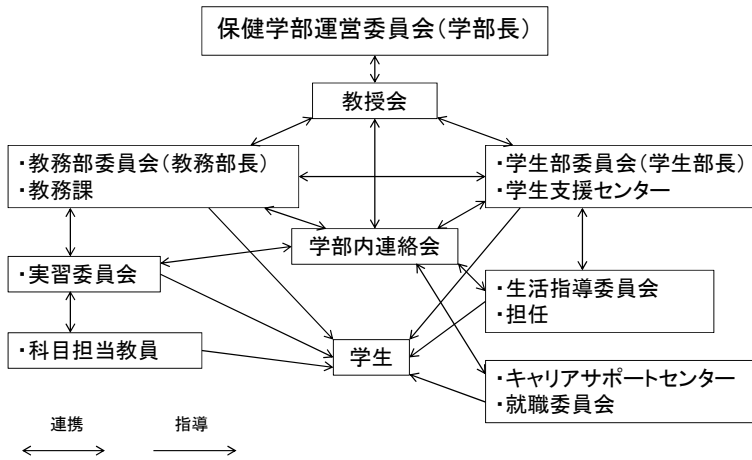 保健学部運営委員会（学部長）
教授会
・教務部委員会（教務部長）
・教務課
・学生部委員会（学生部長）
・学生支援センター
学部内連絡会
・実習委員会
・生活指導委員会
・担任
・科目担当教員
学生
・キャリアサポートセンター
・就職委員会
連携
指導